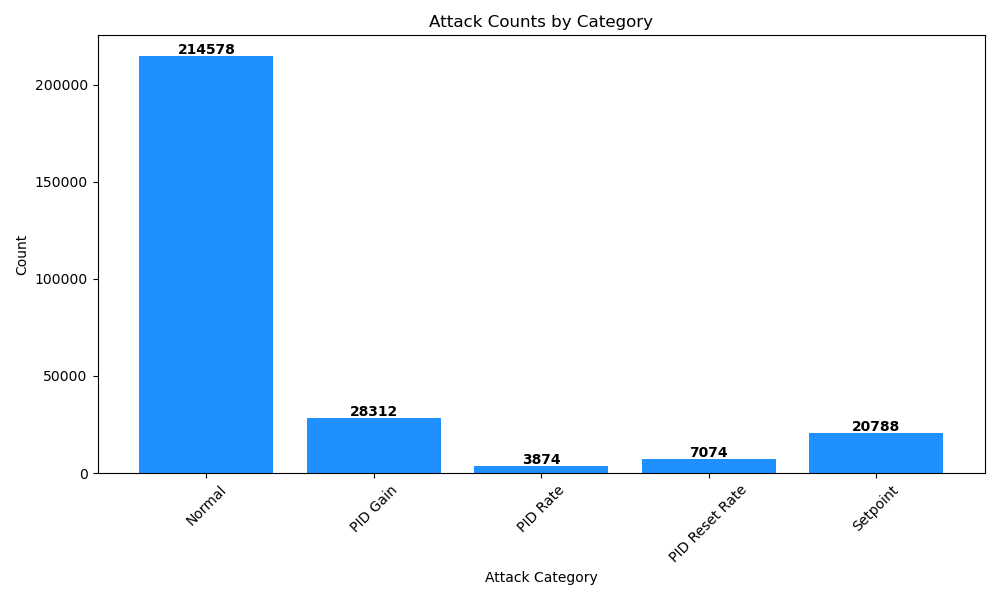 Attack Counts by Category
Count
200000
150000
100000
50000
0
214578
28312
3874
7074
20788
Normal
PID Gain
PID Rate
PID Reset Rate
Setpoint
Attack Category